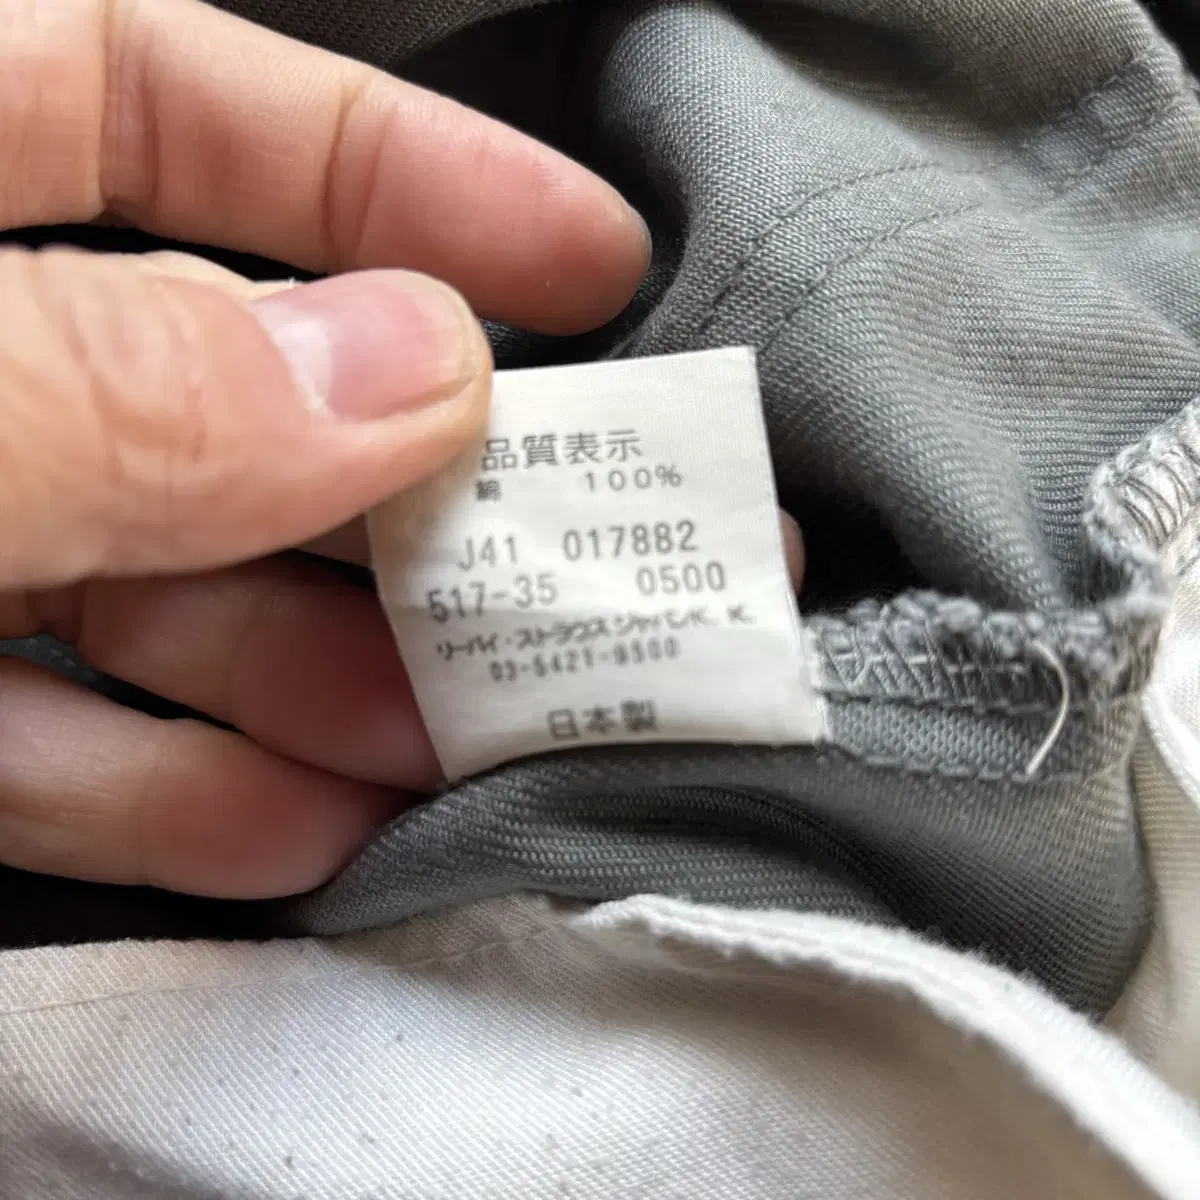 品質表示
綿 100%
J41 017882
517-35 0500
リーバイ・ストラウスジャパンK.K.
03-5421-9500
日本製